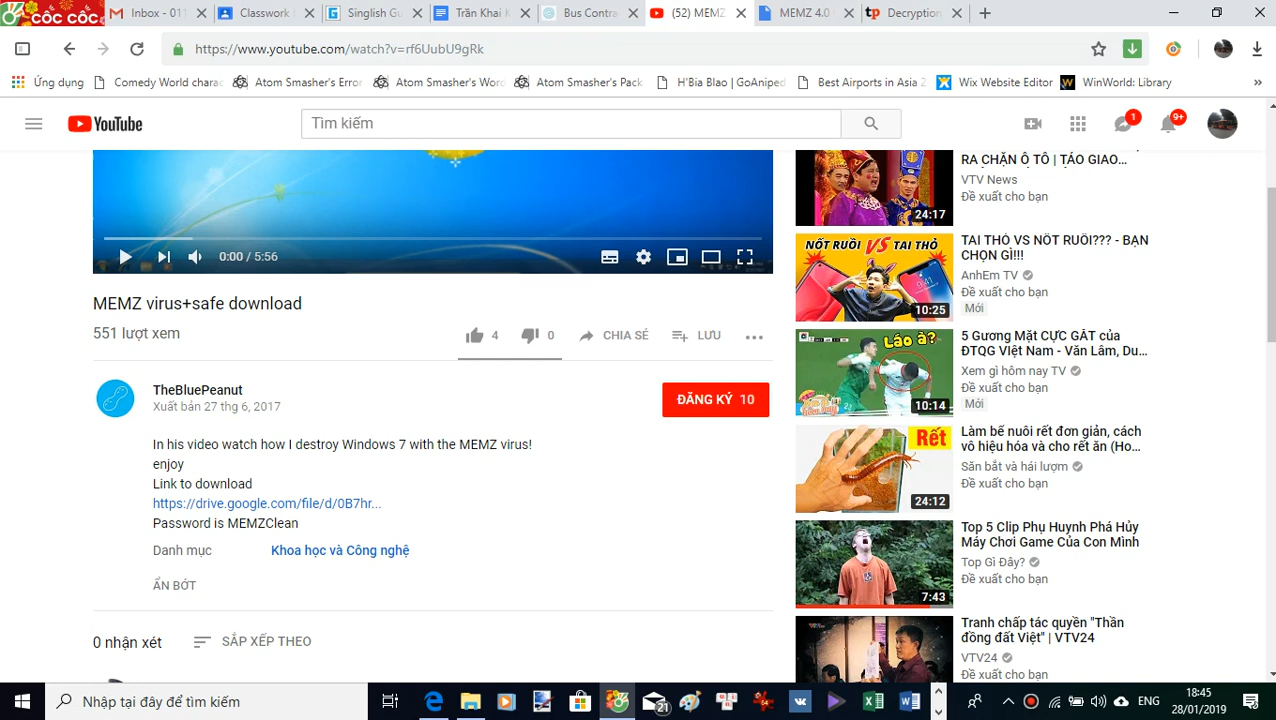 CỐC CỐC
Inbox - 011
Classwork
Singlish Gu
Bus Contra
(52) MEMZ
MEMZ 4.0
Decryption
https://www.youtube.com/watch?v=rf6UubU9gRk
Ứng dụng
Comedy World charac
Atom Smasher's Error
Atom Smasher's Word
Atom Smasher's Pack
H'Bia Blao | GoAniped
Best Airports in Asia 2
Wix Website Editor
WinWorld: Library
»
YouTube
Tìm kiếm
1
9+
0:00 / 5:56
MEMZ virus+safe download
551 lượt xem
4
0
CHIA SẺ
LƯU
TheBluePeanut
Xuất bản 27 thg 6, 2017
ĐĂNG KÝ 10
In his video watch how I destroy Windows 7 with the MEMZ virus!
enjoy
Link to download
https://drive.google.com/file/d/0B7hr...
Password is MEMZClean
Danh mục
Khoa học và Công nghệ
ẨN BỚT
0 nhận xét
SẮP XẾP THEO
RA CHẶN Ô TÔ | TÁO GIAO…
VTV News
Đề xuất cho bạn
24:17
NỐT RUỒI VS TAI THỎ
10:25
TAI THỎ VS NỐT RUỒI??? - BẠN
CHỌN GÌ!!!
AnhEm TV
Đề xuất cho bạn
Mới
Láo à?
10:14
5 Gương Mặt CỰC GẮT của
ĐTQG VIệt Nam - Văn Lâm, Du…
Xem gì hôm nay TV
Đề xuất cho bạn
Mới
Rết
24:12
Làm bể nuôi rết đơn giản, cách
vô hiệu hóa và cho rết ăn (Ho…
Săn bắt và hái lượm
Đề xuất cho bạn
7:43
Top 5 Clip Phụ Huynh Phá Hủy
Máy Chơi Game Của Con Mình
Top Gì Đây?
Đề xuất cho bạn
Tranh chấp tác quyền "Thần
đồng đất Việt" | VTV24
VTV24
Đề xuất cho bạn
Nhập tại đây để tìm kiếm
21
64
ENG
18:45
28/01/2019